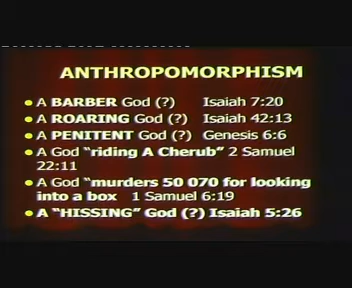 ANTHROPOMORPHISM
A BARBER God (?) Isaiah 7:20
A ROARING God (?) Isaiah 42:13
A PENITENT God (?) Genesis 6:6
A God "riding A Cherub" 2 Samuel
22:11
A God "murders 50 070 for looking
into a box 1 Samuel 6:19
A "HISSING" God (?) Isaiah 5:26